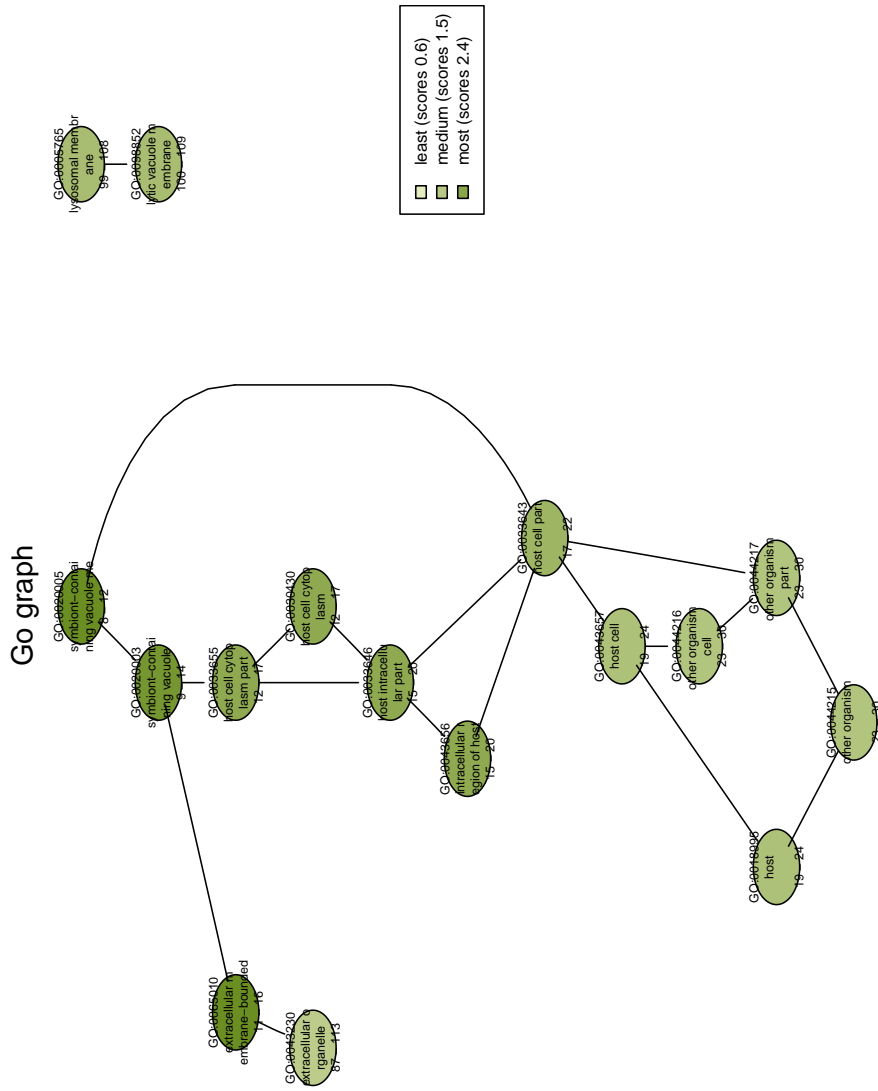 Go graph
GO:0005765
lysosomal membr
ane
99 108
GO:0098852
lytic vacuole m
embrane
100 109
least (scores 0.6)
medium (scores 1.5)
most (scores 2.4)
GO:0020005
symbiont−contai
ning vacuole me
8 12
GO:0020003
symbiont−contai
ning vacuole
9 14
GO:0033655
host cell cytop
lasm part
12 17
GO:0030430
host cell cytop
lasm
12 17
GO:0033646
host intracellu
lar part
15 20
GO:0043656
intracellular r
egion of host
15 20
GO:0033643
host cell part
17 22
GO:0043657
host cell
19 24
GO:0044216
other organism
cell
23 30
GO:0044217
other organism
part
23 30
GO:0044215
other organism
23 30
GO:0018995
host
19 24
GO:0065010
extracellular m
embrane−bounded
14 16
GO:0043230
extracellular o
rganelle
87 113